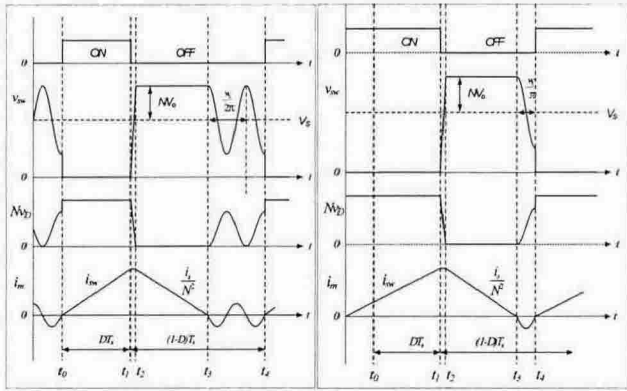 ON OFF
0 t
v_sw
NV_o
2π
V_S
0 t
Nv_D
0 t
i_m
i_sw
i_s
N²
0 t
DT_s (1-D)T_s
t_0 t_1 t_2 t_3 t_4
ON OFF
0 t
v_sw
NV_o
V_S
0 t
Nv_D
0 t
i_m
i_sw
i_s
N²
0 t
DT_s (1-D)T_s
t_0 t_1 t_2 t_3 t_4